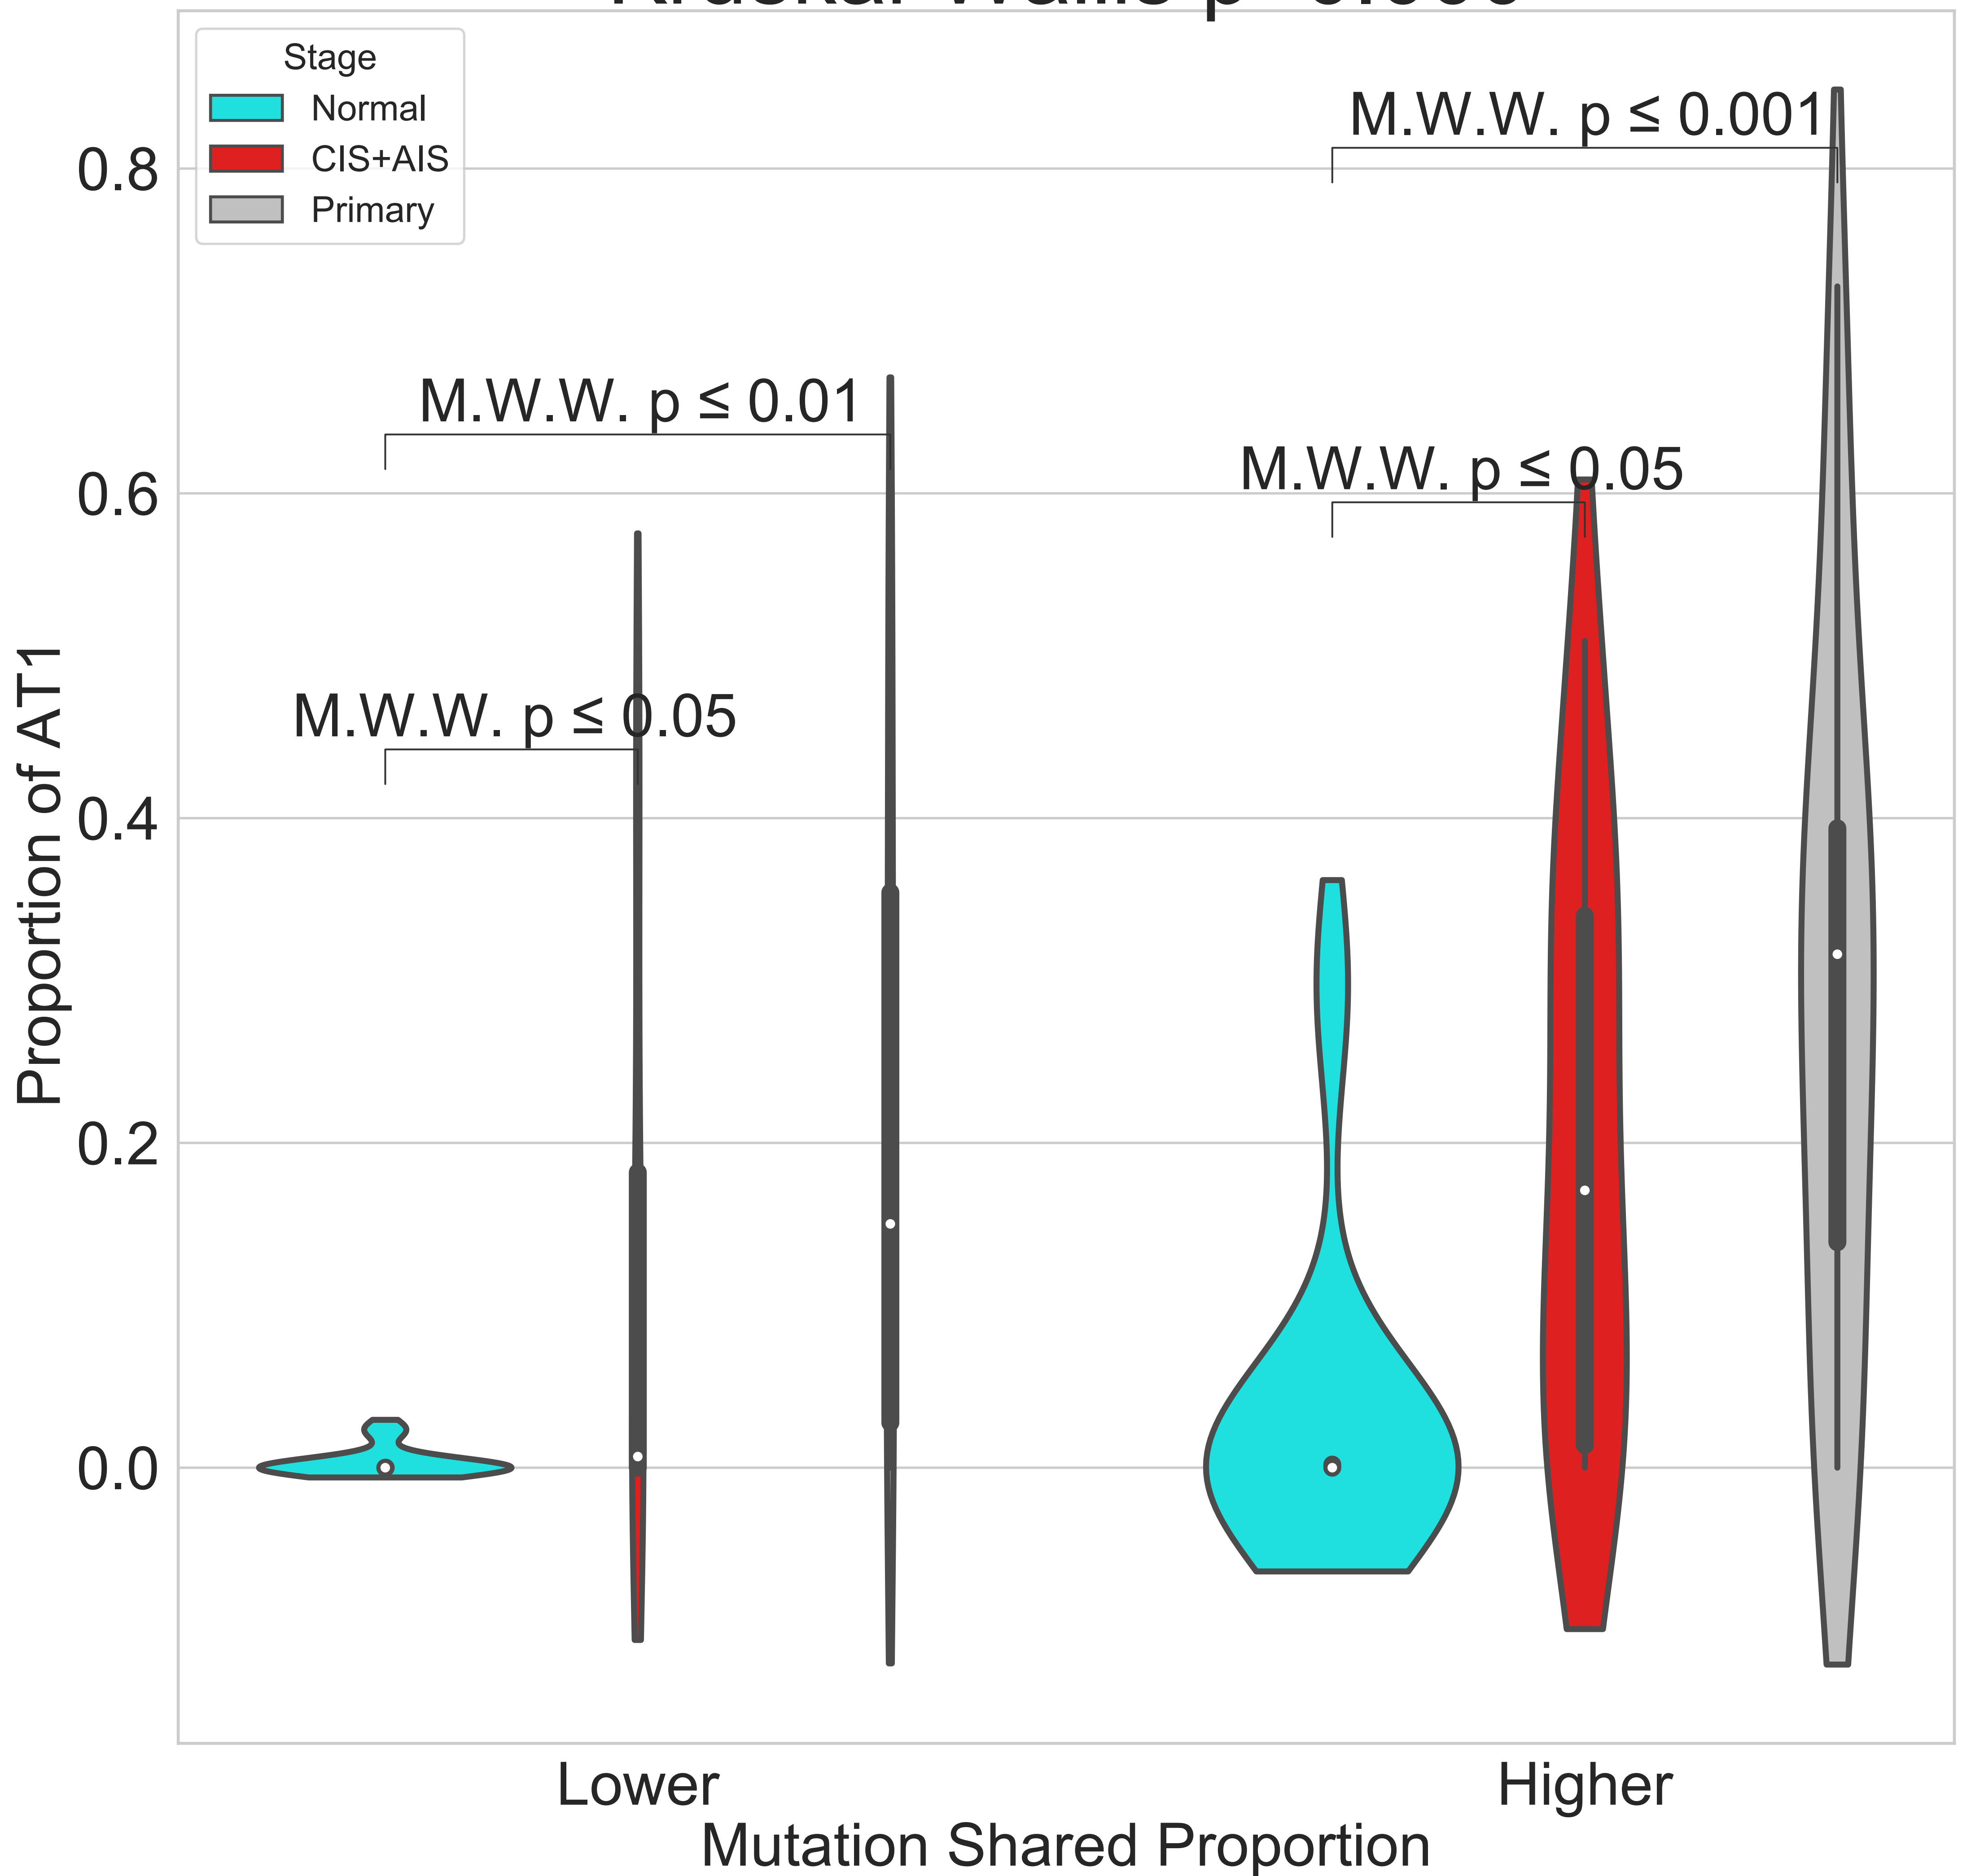 Stage
Normal
CIS+AIS
Primary
M.W.W. p ≤ 0.001
M.W.W. p ≤ 0.01
M.W.W. p ≤ 0.05
M.W.W. p ≤ 0.05
Proportion of AT1
0.8
0.6
0.4
0.2
0.0
Lower
Higher
Mutation Shared Proportion